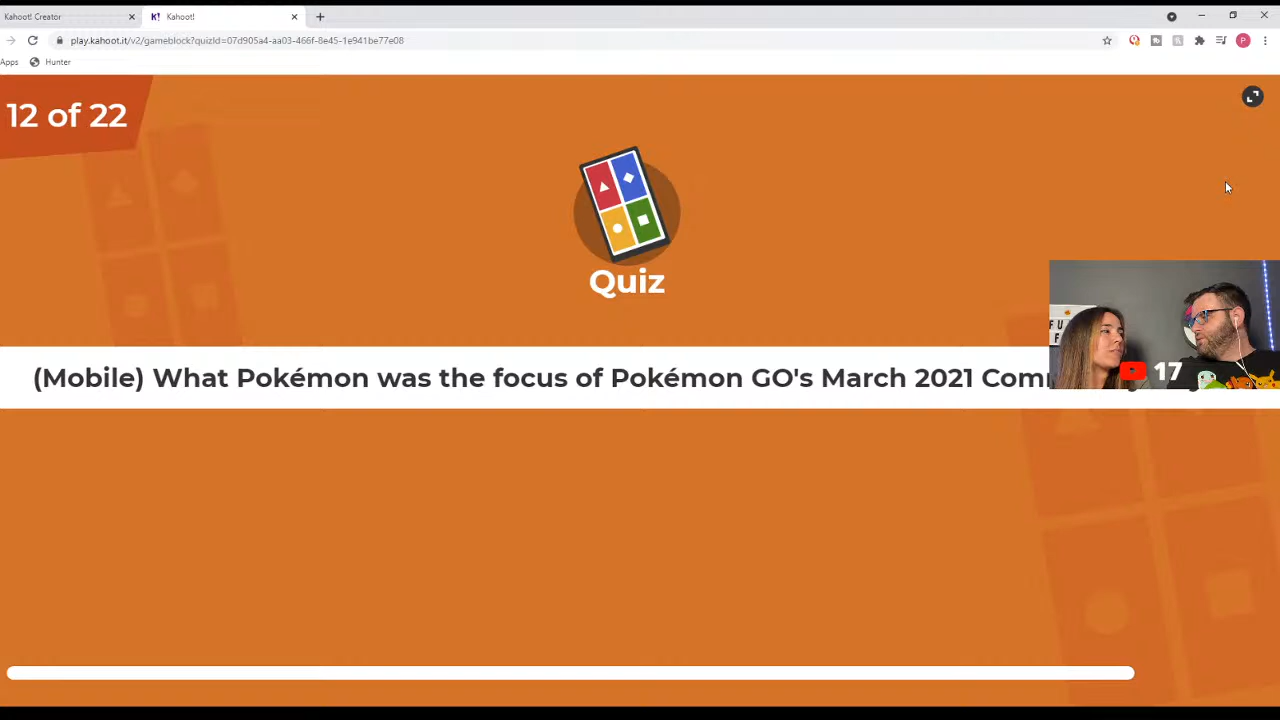 Kahoot! Creator
K! Kahoot!
play.kahoot.it/v2/gameblock?quizId=07d905a4-aa03-466f-8e45-1e941be77e08
P
Apps Hunter
12 of 22
Quiz
(Mobile) What Pokémon was the focus of Pokémon GO's March 2021
17